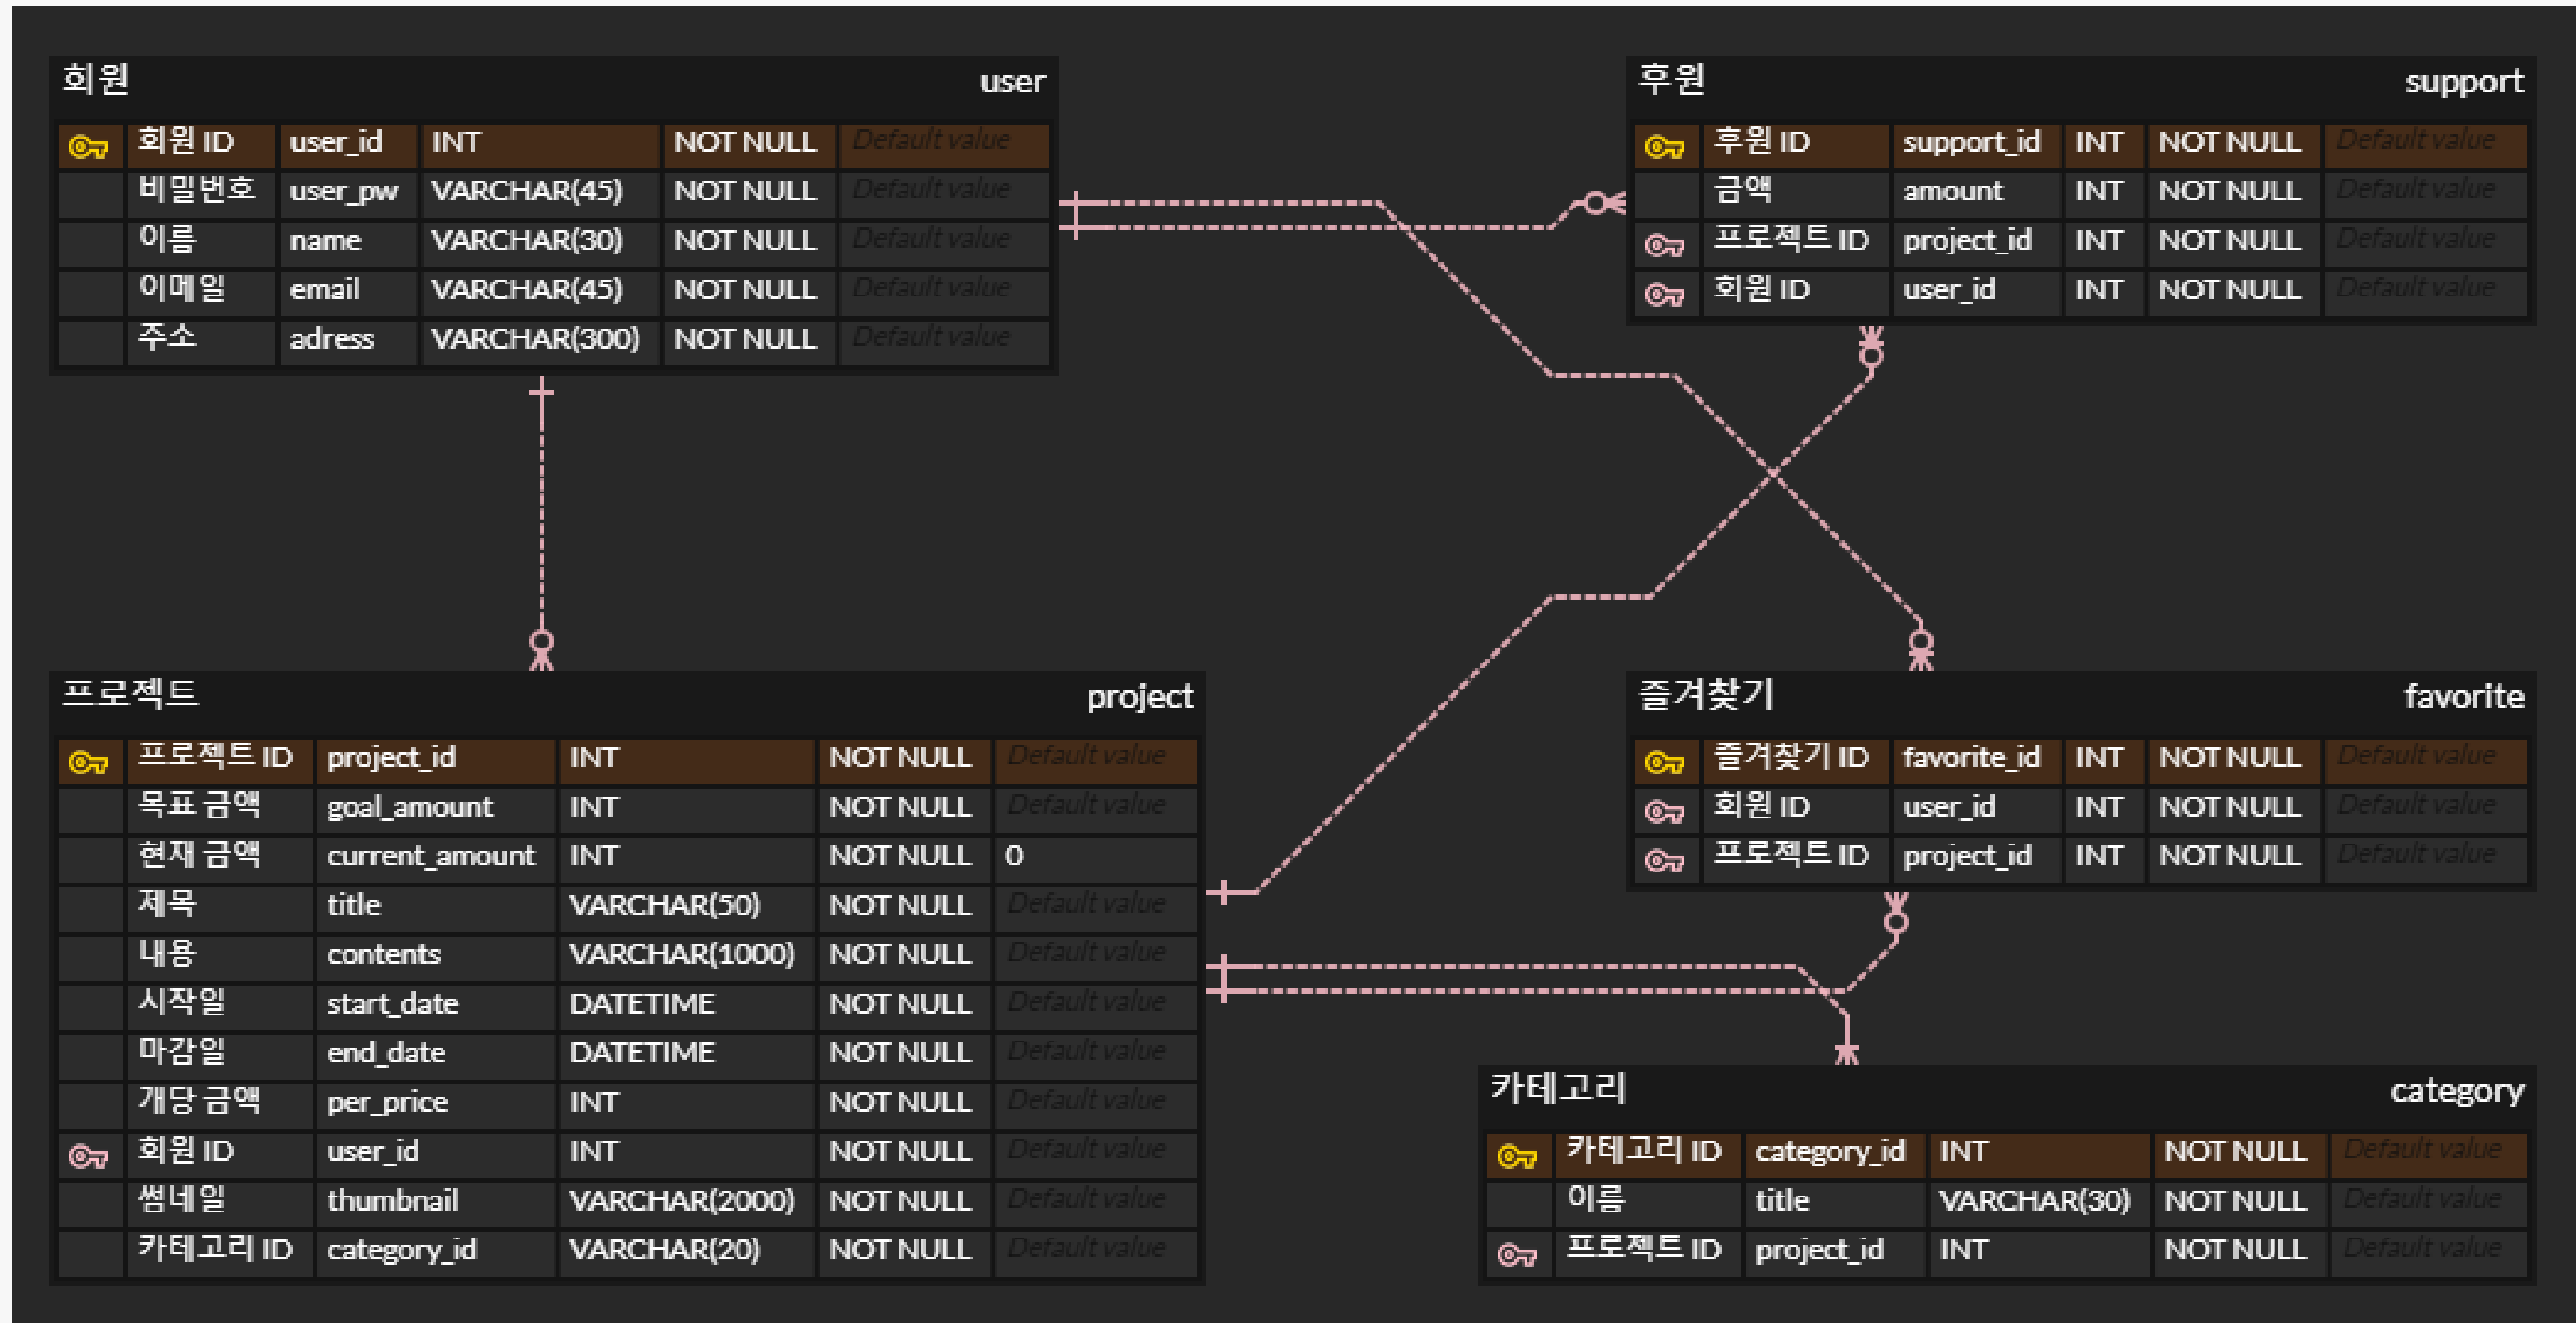 회원 user
회원 ID user_id INT NOT NULL Default value
비밀번호 user_pw VARCHAR(45) NOT NULL Default value
이름 name VARCHAR(30) NOT NULL Default value
이메일 email VARCHAR(45) NOT NULL Default value
주소 adress VARCHAR(300) NOT NULL Default value
후원 support
후원 ID support_id INT NOT NULL Default value
금액 amount INT NOT NULL Default value
프로젝트 ID project_id INT NOT NULL Default value
회원 ID user_id INT NOT NULL Default value
프로젝트 project
프로젝트 ID project_id INT NOT NULL Default value
목표 금액 goal_amount INT NOT NULL Default value
현재 금액 current_amount INT NOT NULL 0
제목 title VARCHAR(50) NOT NULL Default value
내용 contents VARCHAR(1000) NOT NULL Default value
시작일 start_date DATETIME NOT NULL Default value
마감일 end_date DATETIME NOT NULL Default value
개당 금액 per_price INT NOT NULL Default value
회원 ID user_id INT NOT NULL Default value
썸네일 thumbnail VARCHAR(2000) NOT NULL Default value
카테고리 ID category_id VARCHAR(20) NOT NULL Default value
즐겨찾기 favorite
즐겨찾기 ID favorite_id INT NOT NULL Default value
회원 ID user_id INT NOT NULL Default value
프로젝트 ID project_id INT NOT NULL Default value
카테고리 category
카테고리 ID category_id INT NOT NULL Default value
이름 title VARCHAR(30) NOT NULL Default value
프로젝트 ID project_id INT NOT NULL Default value